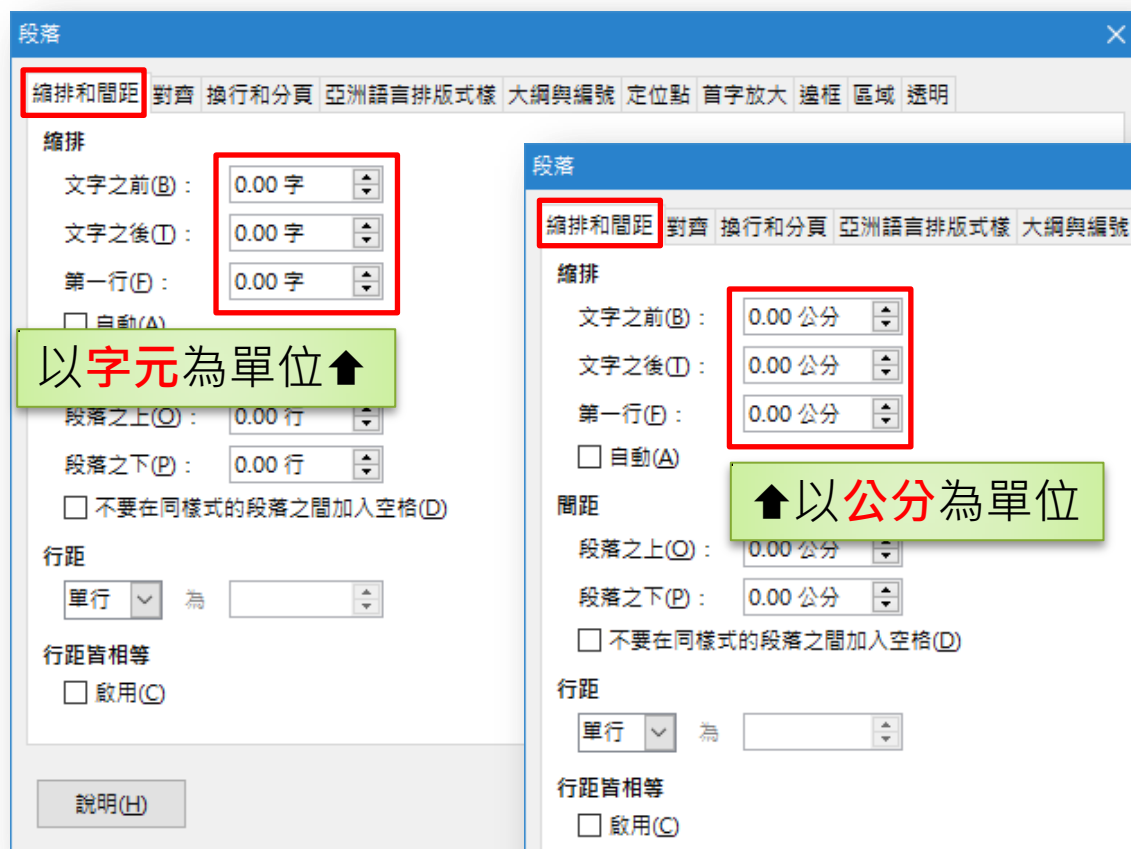 段落
縮排和間距 對齊 換行和分頁 亞洲語言排版式樣 大綱與編號 定位點 首字放大 邊框 區域 透明
縮排
文字之前(B)： 0.00 字
文字之後(T)： 0.00 字
第一行(F)： 0.00 字
自動(A)
以字元為單位⬆
段落之上(O)： 0.00 行
段落之下(P)： 0.00 行
不要在同樣式的段落之間加入空格(D)
行距
單行 為
行距皆相等
啟用(C)
說明(H)
段落
縮排和間距 對齊 換行和分頁 亞洲語言排版式樣 大綱與編號
縮排
文字之前(B)： 0.00 公分
文字之後(T)： 0.00 公分
第一行(F)： 0.00 公分
自動(A)
⬆以公分為單位
間距
段落之上(O)： 0.00 公分
段落之下(P)： 0.00 公分
不要在同樣式的段落之間加入空格(D)
行距
單行 為
行距皆相等
啟用(C)